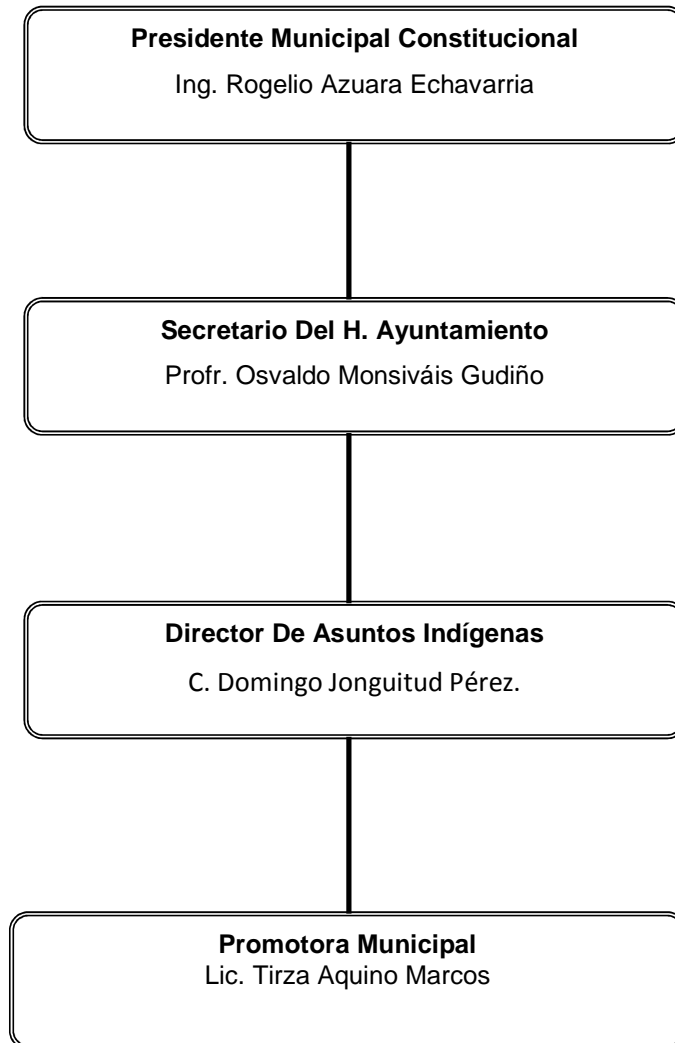 Presidente Municipal Constitucional
Ing. Rogelio Azuara Echavarria
Secretario Del H. Ayuntamiento
Profr. Osvaldo Monsiváis Gudiño
Director De Asuntos Indígenas
C. Domingo Jonguitud Pérez.
Promotora Municipal
Lic. Tirza Aquino Marcos